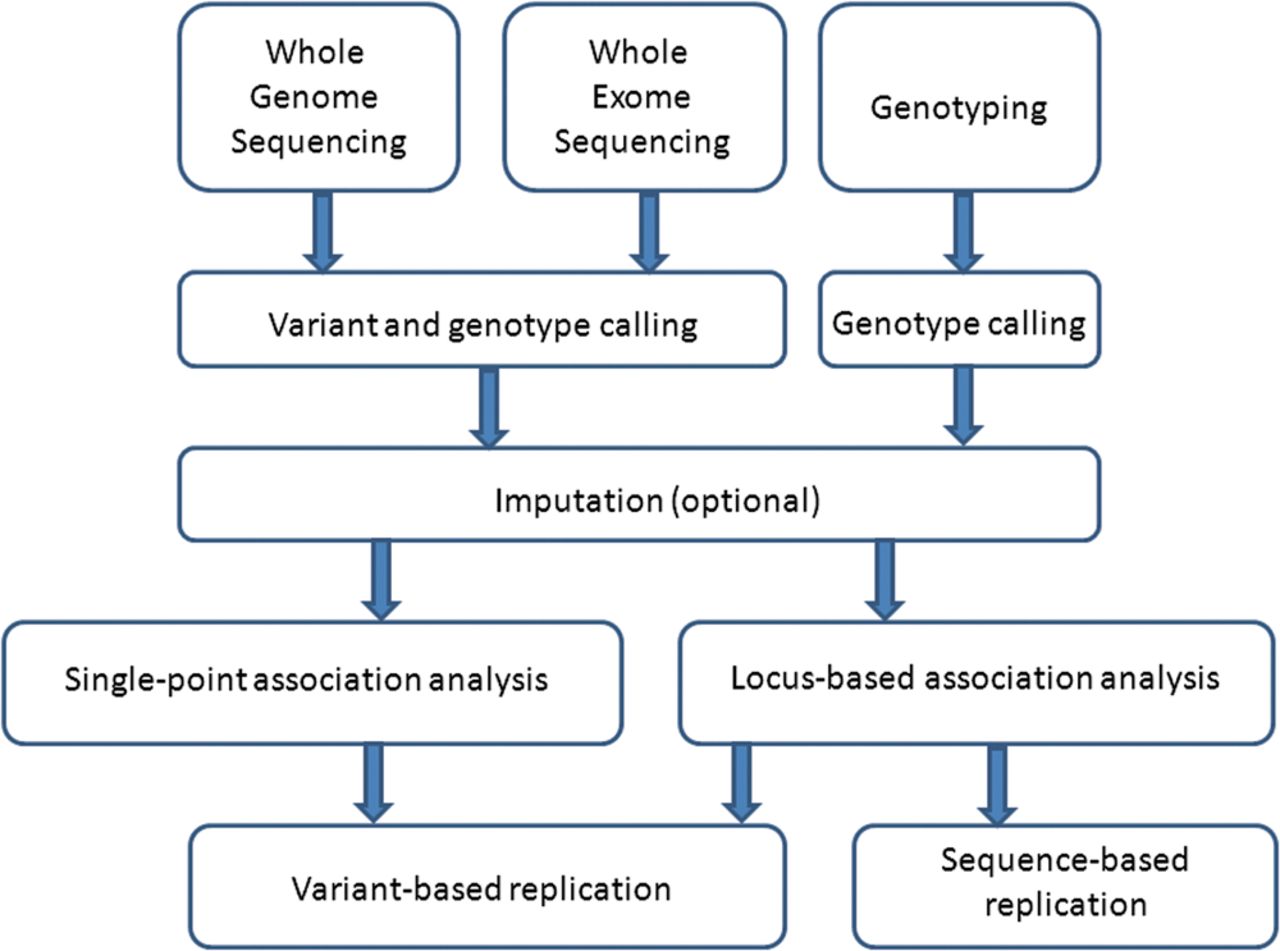 Whole
Genome
Sequencing
Whole
Exome
Sequencing
Genotyping
Variant and genotype calling
Genotype calling
Imputation (optional)
Single-point association analysis
Locus-based association analysis
Variant-based replication
Sequence-based
replication